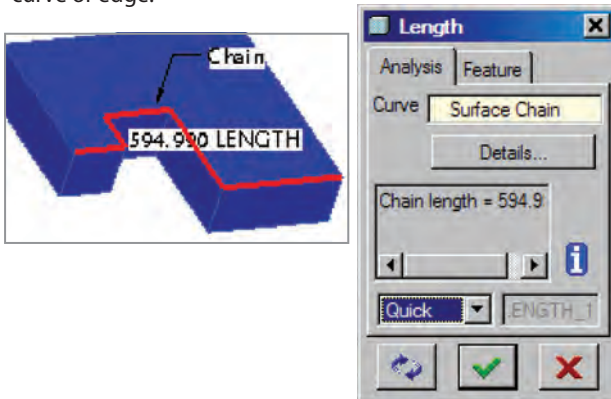 curve or edge.
Chain
594.990 LENGTH
Length
Analysis
Feature
Curve
Surface Chain
Details...
Chain length = 594.9
i
Quick
LENGTH_1